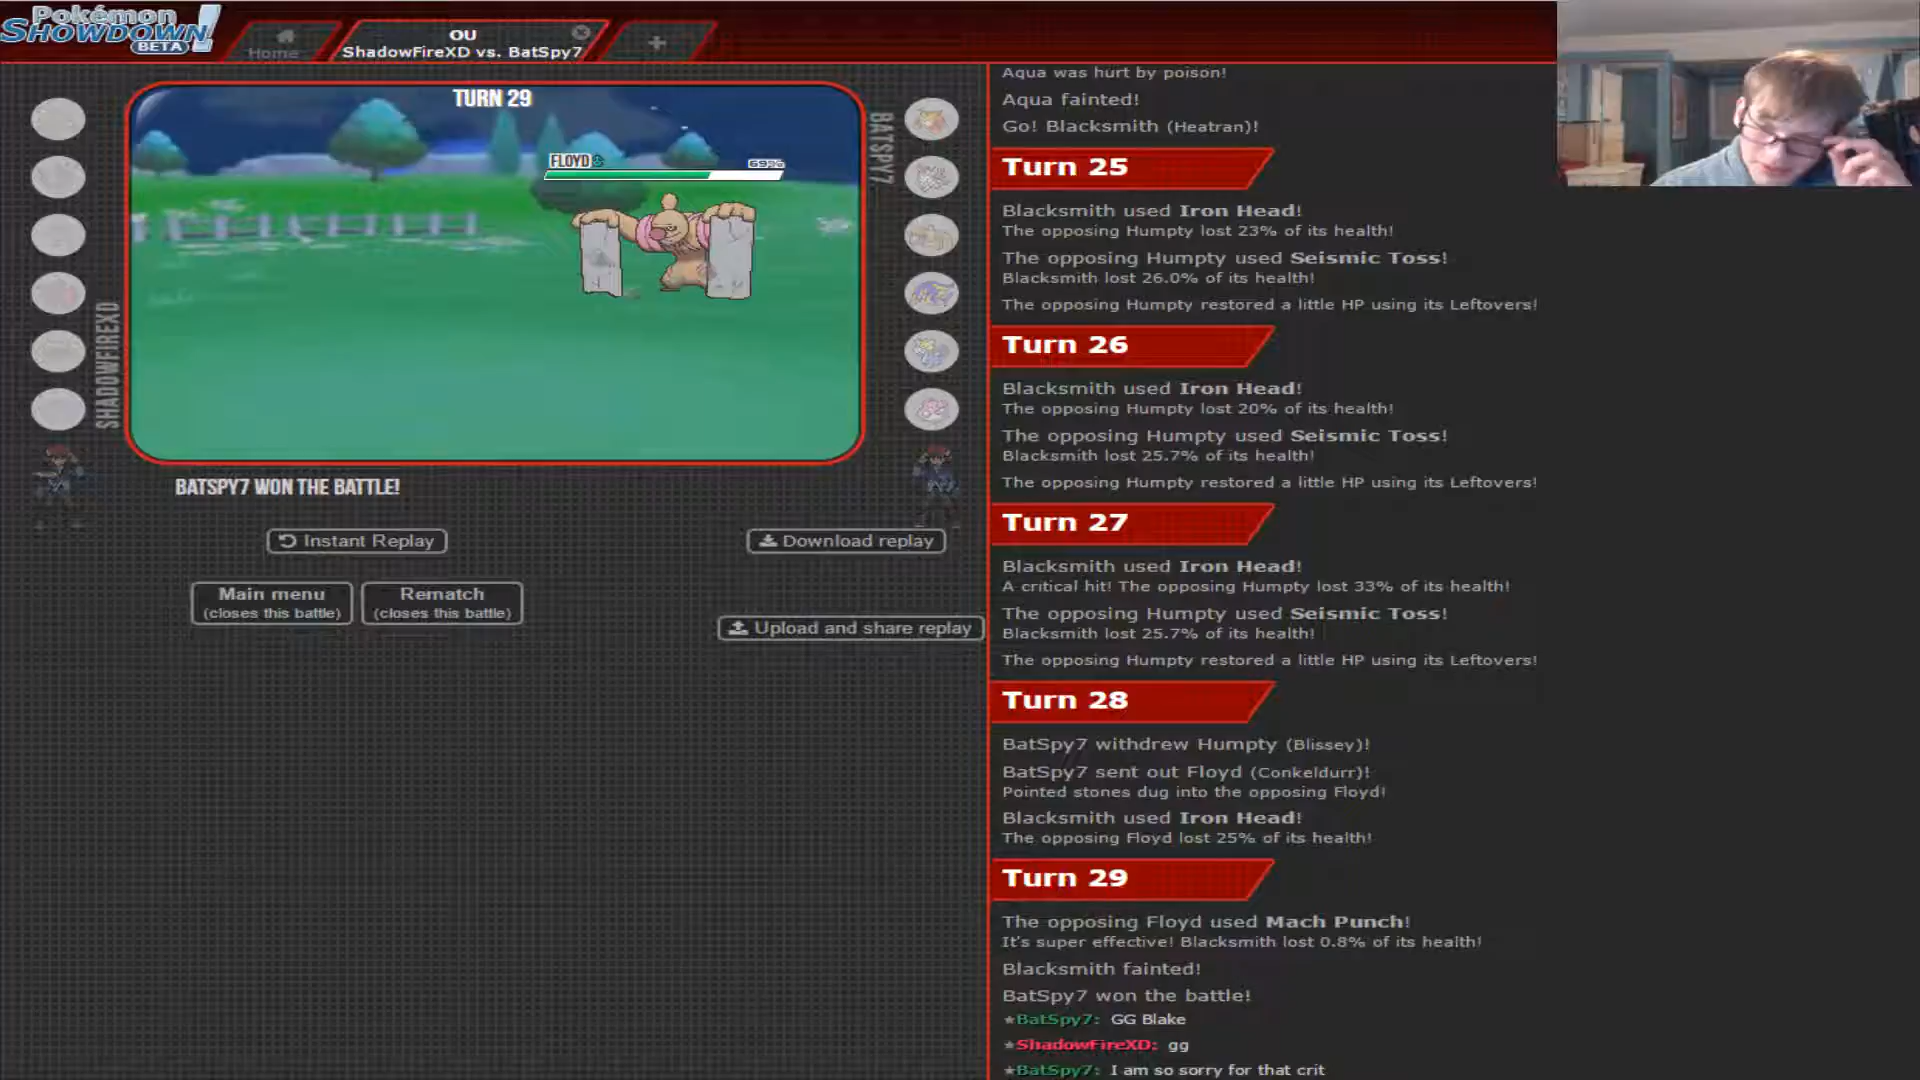 Pokémon
SHOWDOWN!
BETA
Home
OU
ShadowFireXD vs. BatSpy7
TURN 29
FLOYD
69%
SHADOWFIREXD
BATSPY7
BATSPY7 WON THE BATTLE!
Instant Replay
Download replay
Main menu
(closes this battle)
Rematch
(closes this battle)
Upload and share replay
Aqua was hurt by poison!
Aqua fainted!
Go! Blacksmith (Heatran)!
Turn 25
Blacksmith used Iron Head!
The opposing Humpty lost 23% of its health!
The opposing Humpty used Seismic Toss!
Blacksmith lost 26.0% of its health!
The opposing Humpty restored a little HP using its Leftovers!
Turn 26
Blacksmith used Iron Head!
The opposing Humpty lost 20% of its health!
The opposing Humpty used Seismic Toss!
Blacksmith lost 25.7% of its health!
The opposing Humpty restored a little HP using its Leftovers!
Turn 27
Blacksmith used Iron Head!
A critical hit! The opposing Humpty lost 33% of its health!
The opposing Humpty used Seismic Toss!
Blacksmith lost 25.7% of its health!
The opposing Humpty restored a little HP using its Leftovers!
Turn 28
BatSpy7 withdrew Humpty (Blissey)!
BatSpy7 sent out Floyd (Conkeldurr)!
Pointed stones dug into the opposing Floyd!
Blacksmith used Iron Head!
The opposing Floyd lost 25% of its health!
Turn 29
The opposing Floyd used Mach Punch!
It's super effective! Blacksmith lost 0.8% of its health!
Blacksmith fainted!
BatSpy7 won the battle!
★BatSpy7: GG Blake
★ShadowFireXD: gg
★BatSpy7: I am so sorry for that crit